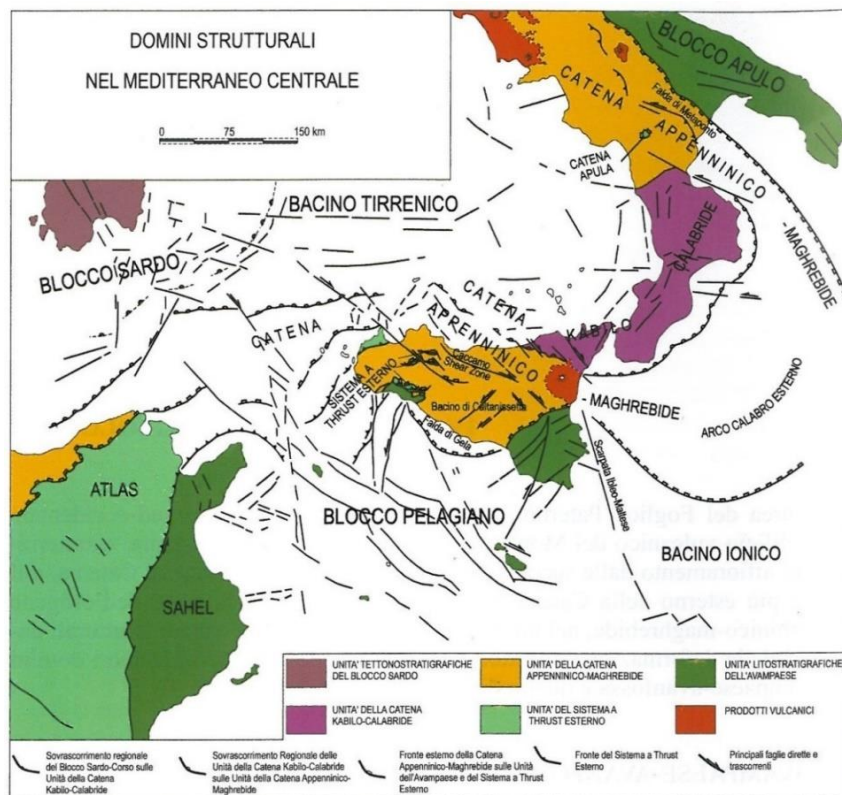 DOMINI STRUTTURALI
NEL MEDITERRANEO CENTRALE
0 75 150 km
BLOCCO APULO
CATENA
Falda di Metaponto
APPENNINICO
CATENA
APULA
BACINO TIRRENICO
CALABRIDE
- MAGHREBIDE
BLOCCO SARDO
CATENA
CATENA
APPENNINICO
KABILO
SISTEMA A
THRUST ESTERNO
Caccamo
Shear Zone
Bacino di Caltanissetta
- MAGHREBIDE
ARCO CALABRO ESTERNO
Falda di Gela
Scarpata Ibleo-Maltese
ATLAS
BLOCCO PELAGIANO
BACINO IONICO
SAHEL
UNITA' TETTONOSTRATIGRAFICHE
DEL BLOCCO SARDO
UNITA' DELLA CATENA
APPENNINICO-MAGHREBIDE
UNITA' LITOSTRATIGRAFICHE
DELL'AVAMPAESE
UNITA' DELLA CATENA
KABILO-CALABRIDE
UNITA' DEL SISTEMA A
THRUST ESTERNO
PRODOTTI VULCANICI
Sovrascorrimento regionale
del Blocco Sardo-Corso sulle
Unità della Catena
Kabilo-Calabride
Sovrascorrimento Regionale delle
Unità della Catena Kabilo-Calabride
sulle Unità della Catena Appenninico-
Maghrebide
Fronte esterno della Catena
Appenninico-Maghrebide sulle Unità
dell'Avampaese e del Sistema a Thrust
Esterno
Fronte del Sistema a Thrust
Esterno
Principali faglie dirette e
trascorrenti